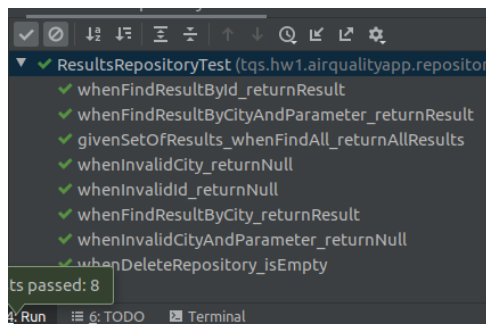 ResultsRepositoryTest (tqs.hw1.airqualityapp.repositor
whenFindResultById_returnResult
whenFindResultByCityAndParameter_returnResult
givenSetOfResults_whenFindAll_returnAllResults
whenInvalidCity_returnNull
whenInvalidId_returnNull
whenFindResultByCity_returnResult
whenInvalidCityAndParameter_returnNull
whenDeleteRepository_isEmpty
ts passed: 8
4: Run 6: TODO Terminal